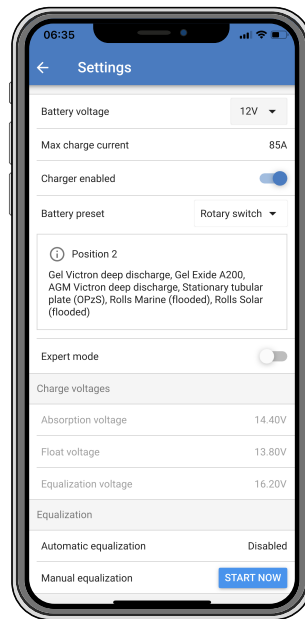 06:35
Settings
Battery voltage 12V
Max charge current 85A
Charger enabled
Battery preset Rotary switch
Position 2
Gel Victron deep discharge, Gel Exide A200,
AGM Victron deep discharge, Stationary tubular
plate (OPzS), Rolls Marine (flooded), Rolls Solar
(flooded)
Expert mode
Charge voltages
Absorption voltage 14.40V
Float voltage 13.80V
Equalization voltage 16.20V
Equalization
Automatic equalization Disabled
Manual equalization START NOW